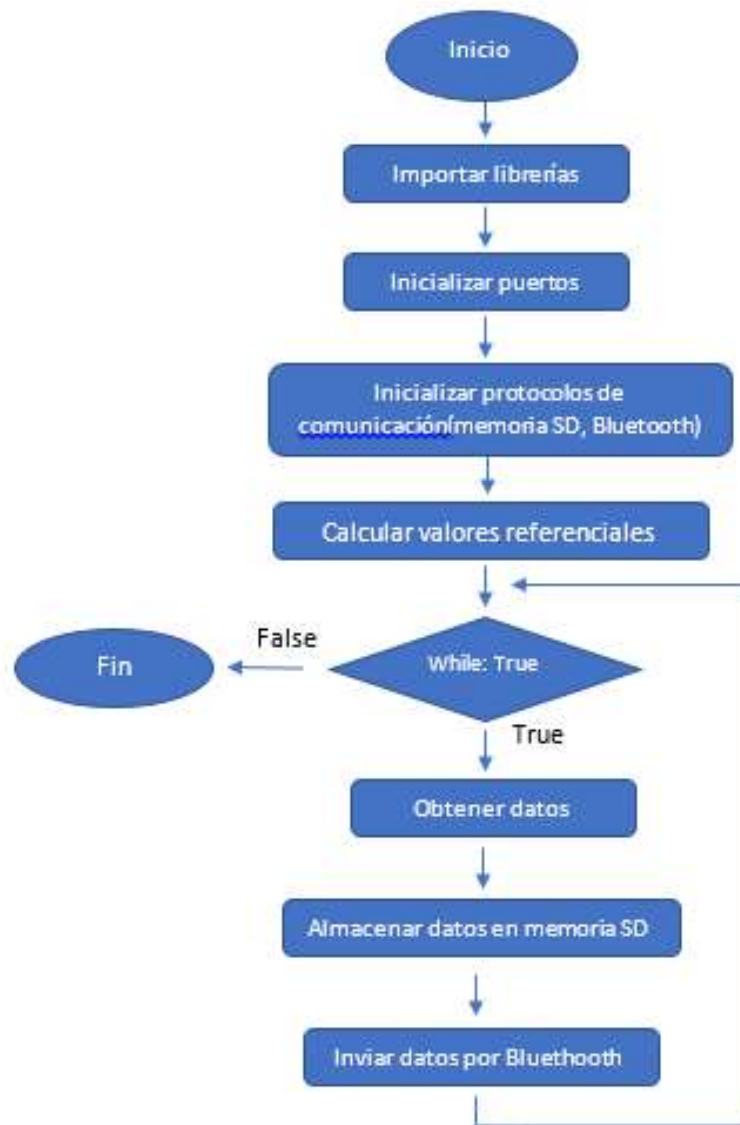 Inicio
Importar librerías
Inicializar puertos
Inicializar protocolos de
comunicación(memoria SD, Bluetooth)
Calcular valores referenciales
False
Fin
While: True
True
Obtener datos
Almacenar datos en memoria SD
Inviar datos por Bluethooth